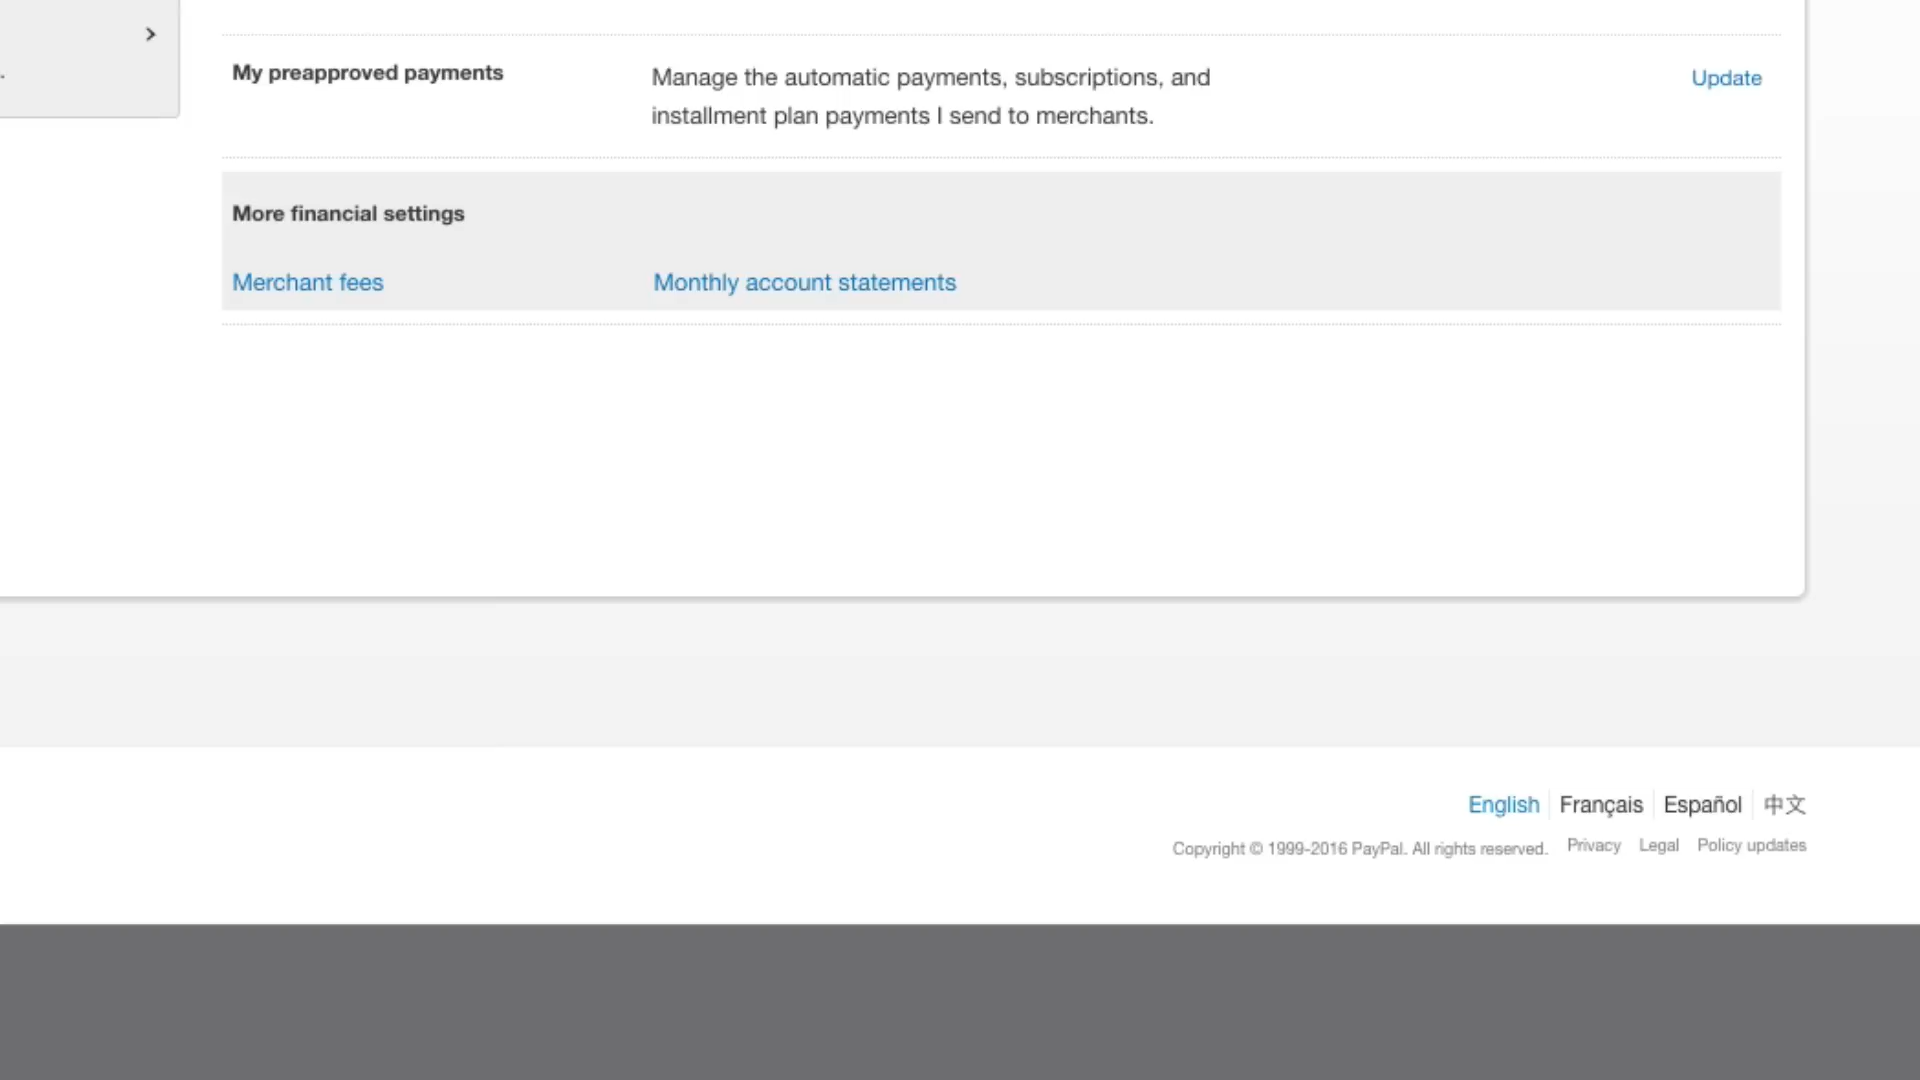 My preapproved payments
Manage the automatic payments, subscriptions, and
installment plan payments I send to merchants.
Update
More financial settings
Merchant fees
Monthly account statements
English
Français
Español
中文
Copyright © 1999-2016 PayPal. All rights reserved.
Privacy
Legal
Policy updates